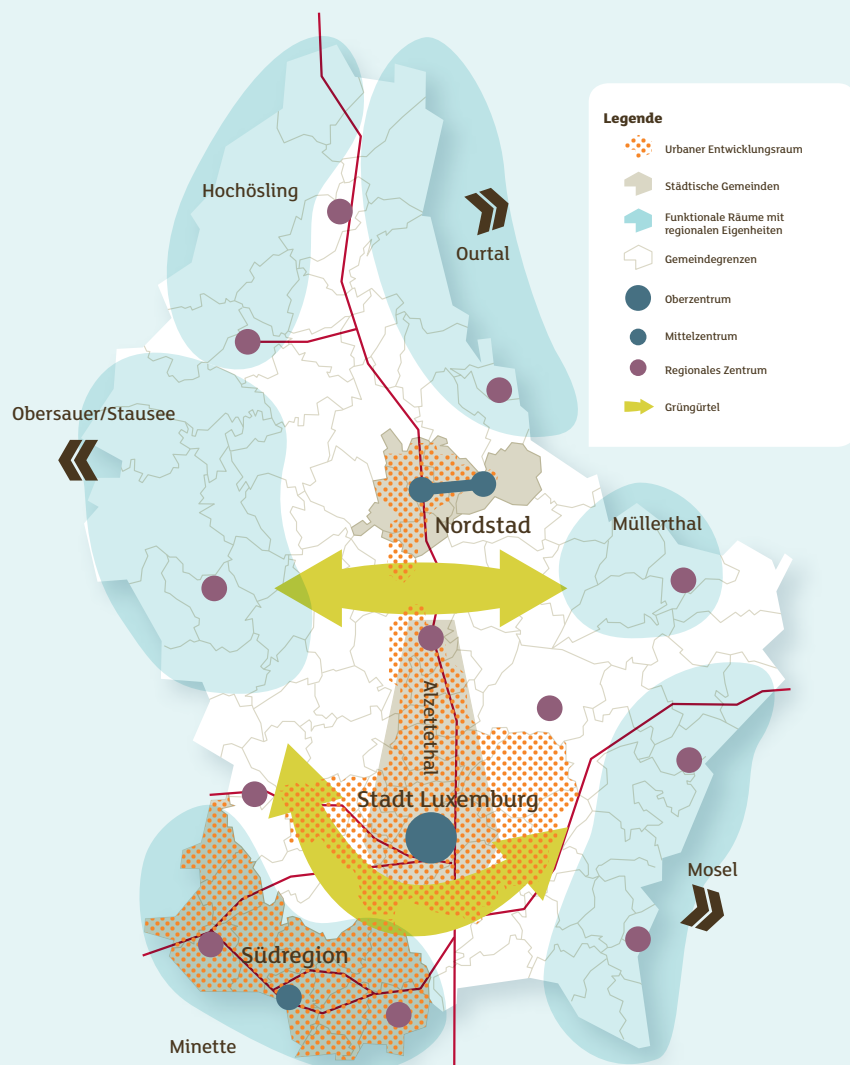 Legende
Urbaner Entwicklungsraum
Städtische Gemeinden
Funktionale Räume mit
regionalen Eigenheiten
Gemeindegrenzen
Oberzentrum
Mittelzentrum
Regionales Zentrum
Grüngürtel
Hochösling
Ourtal
Obersauer/Stausee
Nordstad
Müllerthal
Alzettethal
Stadt Luxemburg
Mosel
Südregion
Minette